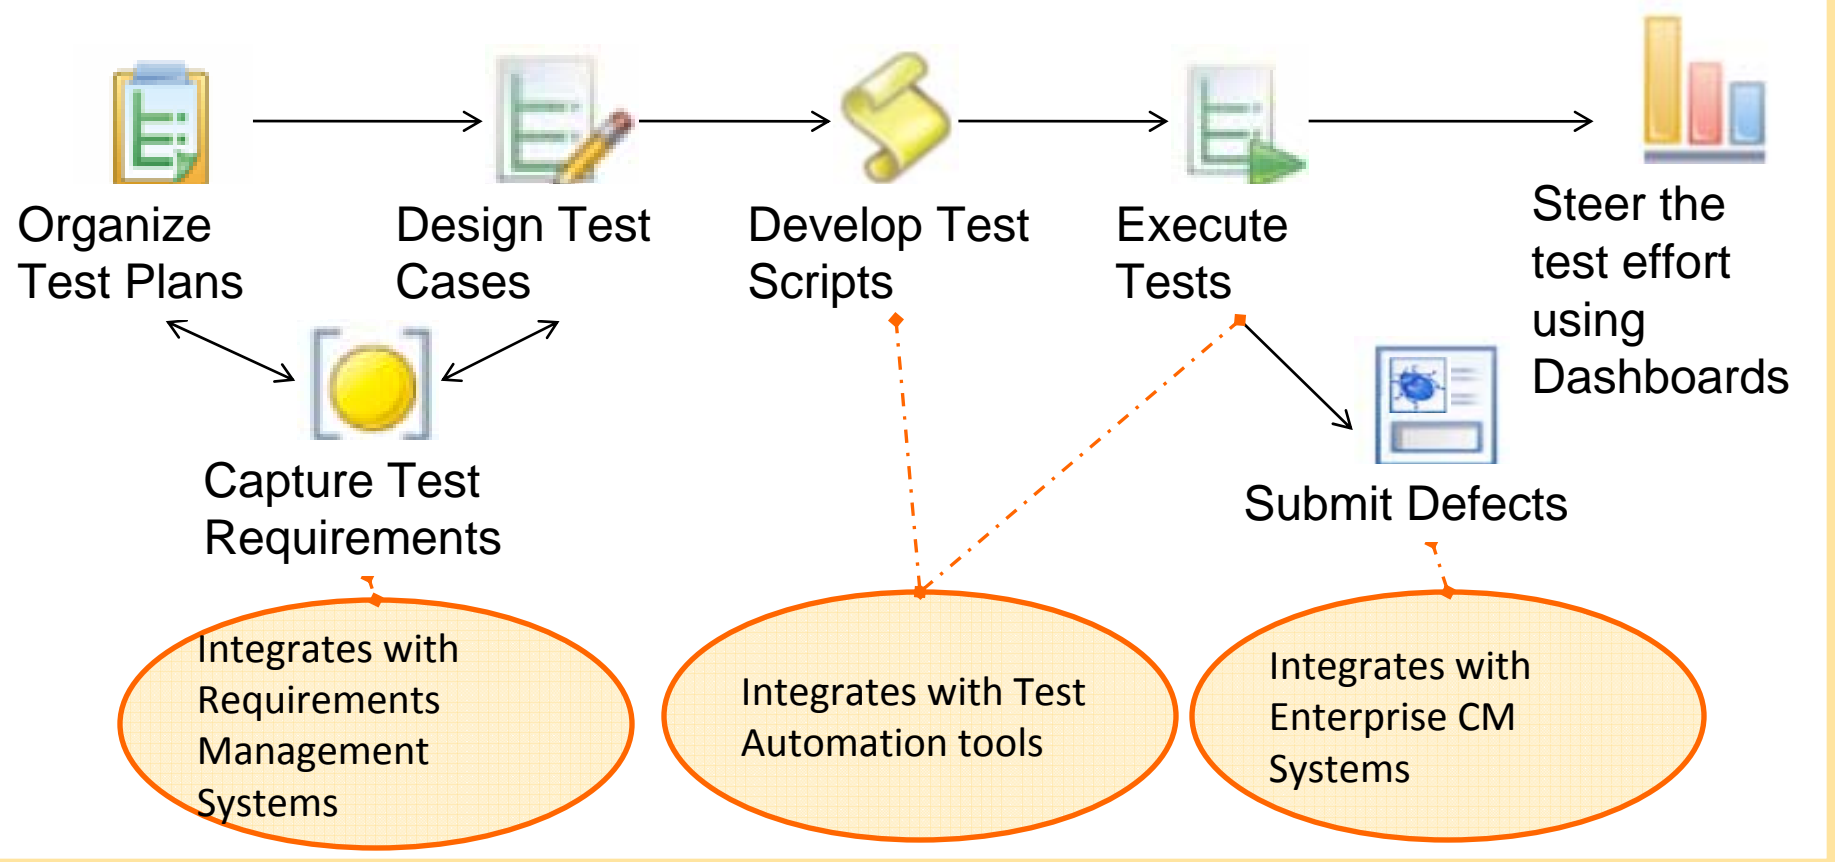 Organize
Test Plans
Design Test
Cases
Develop Test
Scripts
Execute
Tests
Steer the
test effort
using
Dashboards
Capture Test
Requirements
Submit Defects
Integrates with
Requirements
Management
Systems
Integrates with Test
Automation tools
Integrates with
Enterprise CM
Systems